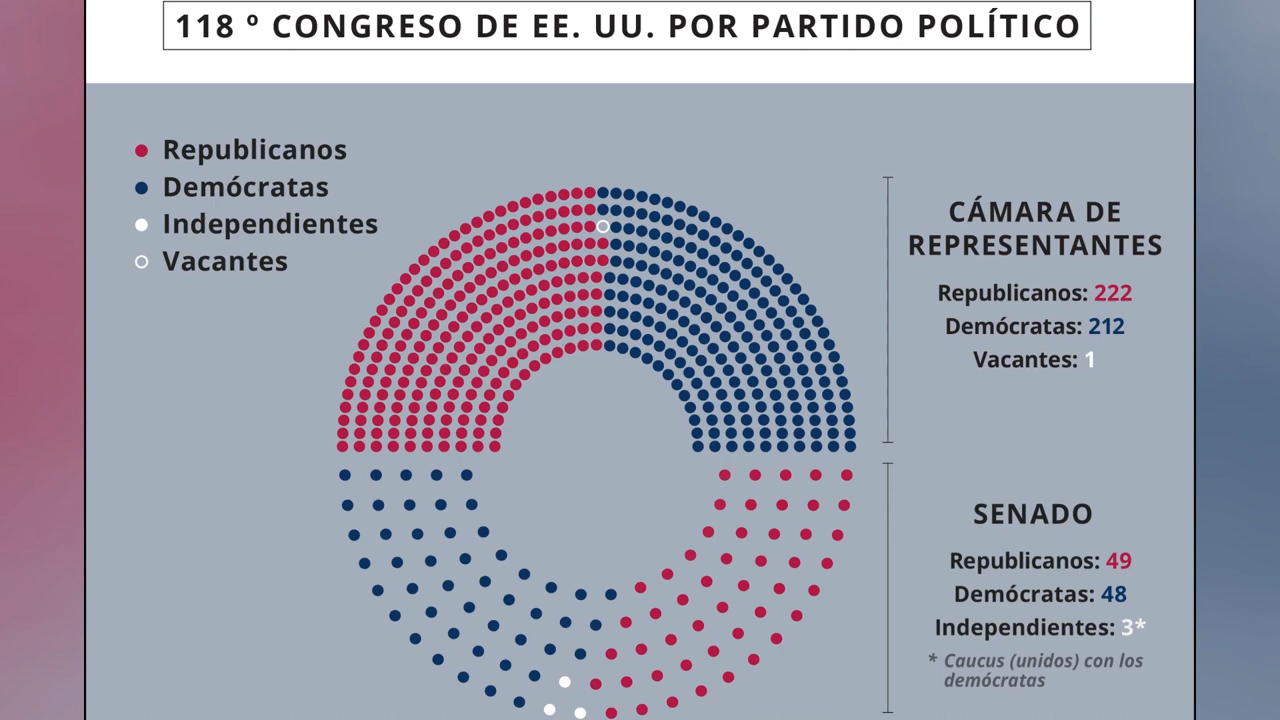 118 º CONGRESO DE EE. UU. POR PARTIDO POLÍTICO
Republicanos
Demócratas
Independientes
Vacantes
CÁMARA DE
REPRESENTANTES
Republicanos: 222
Demócratas: 212
Vacantes: 1
SENADO
Republicanos: 49
Demócratas: 48
Independientes: 3*
* Caucus (unidos) con los
demócratas